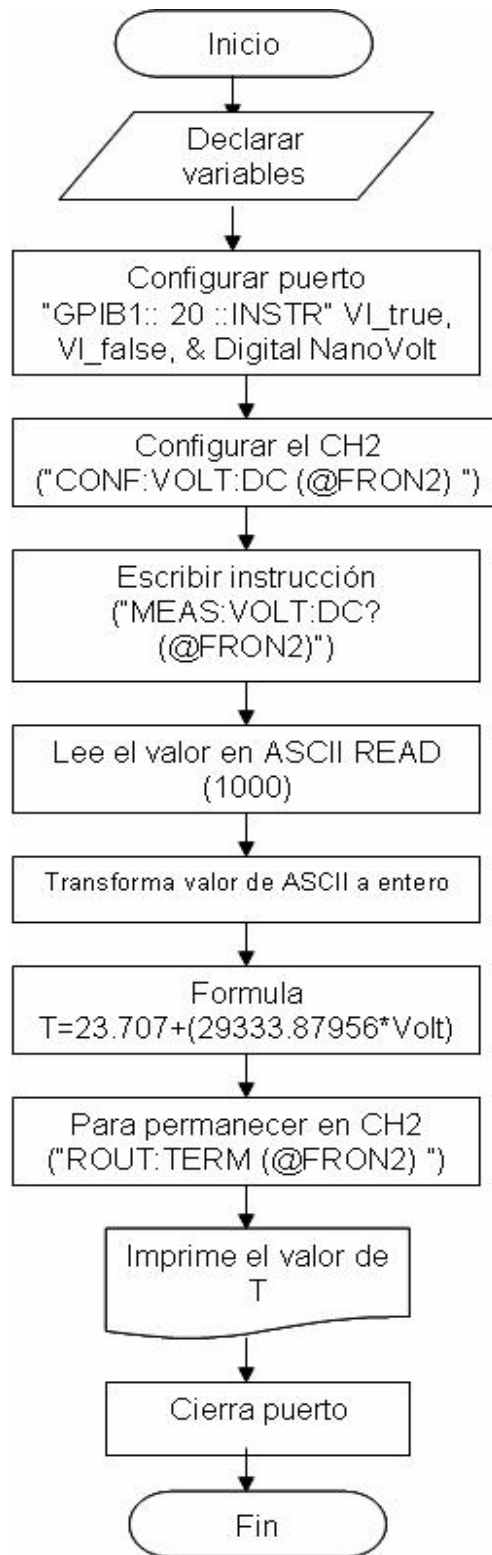 Inicio
Declarar
variables
Configurar puerto
"GPIB1:: 20 ::INSTR" VI_true,
VI_false, & Digital NanoVolt
Configurar el CH2
("CONF:VOLT:DC (@FRON2) ")
Escribir instrucción
("MEAS:VOLT:DC?
(@FRON2)")
Lee el valor en ASCII READ
(1000)
Transforma valor de ASCII a entero
Formula
T=23.707+(29333.87956*Volt)
Para permanecer en CH2
("ROUT:TERM (@FRON2) ")
Imprime el valor de
T
Cierra puerto
Fin